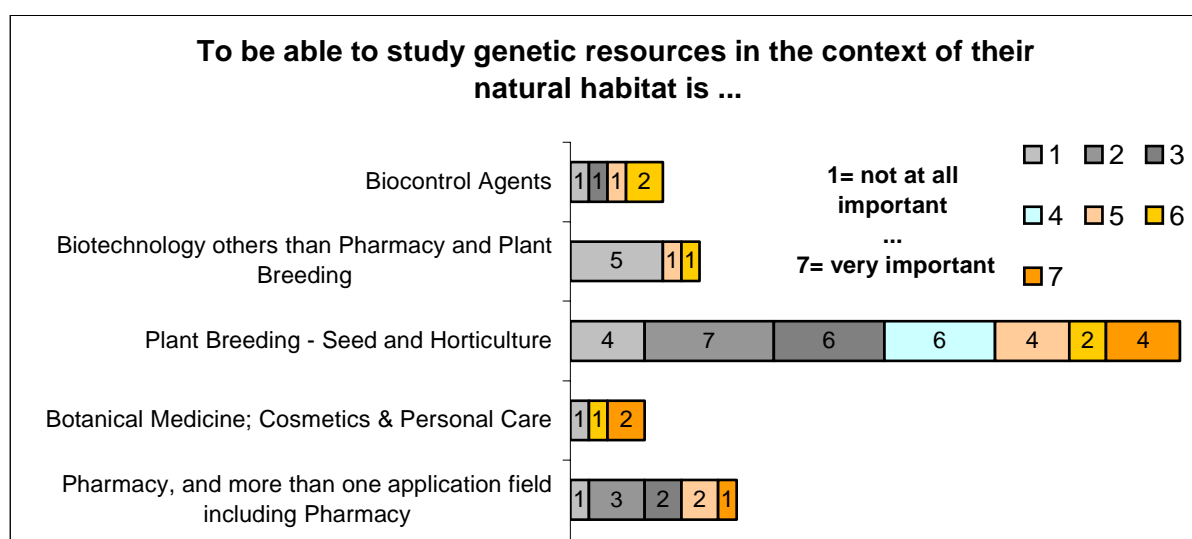 To be able to study genetic resources in the context of their
natural habitat is ...
1 2 3
4 5 6
7
1= not at all
important
...
7= very important
Biocontrol Agents
1 1 1 2
Biotechnology others than Pharmacy and Plant
Breeding
5 1 1
Plant Breeding - Seed and Horticulture
4 7 6 6 4 2 4
Botanical Medicine; Cosmetics & Personal Care
1 1 2
Pharmacy, and more than one application field
including Pharmacy
1 3 2 2 1